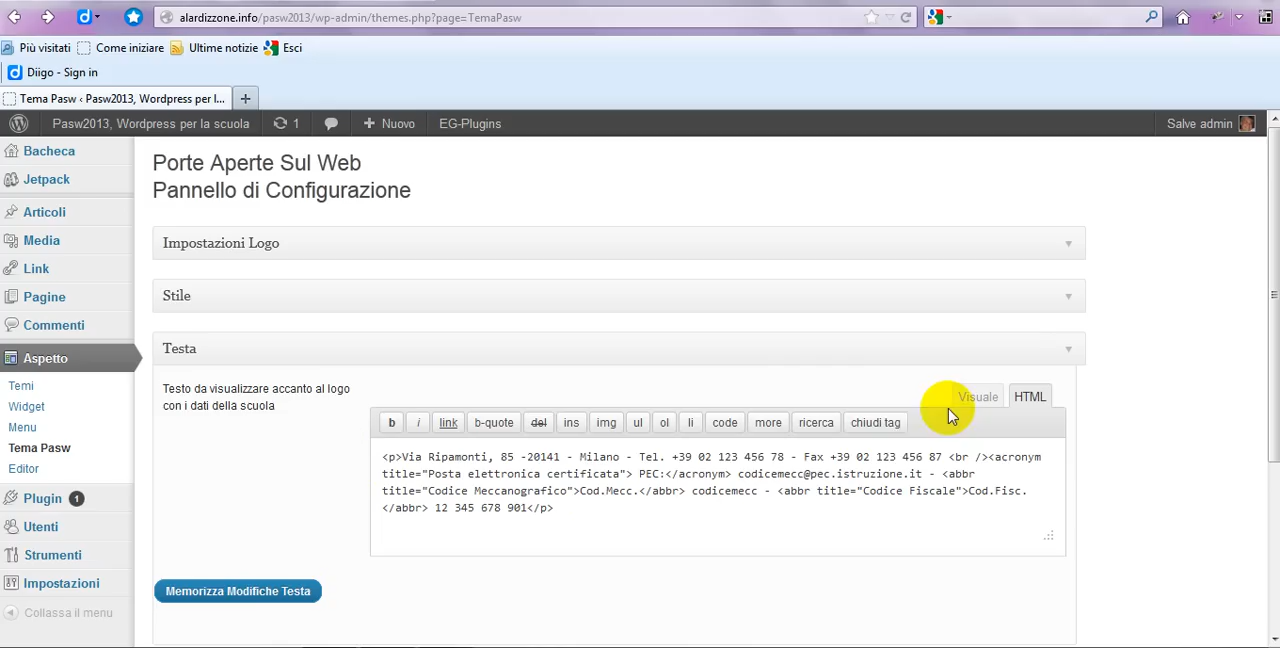 alardizzone.info/pasw2013/wp-admin/themes.php?page=TemaPasw
Più visitati Come iniziare Ultime notizie Esci
Diigo - Sign in
Tema Pasw ‹ Pasw2013, Wordpress per l...
Pasw2013, Wordpress per la scuola 1 Nuovo EG-Plugins Salve admin
Bacheca
Jetpack
Articoli
Media
Link
Pagine
Commenti
Aspetto
Temi
Widget
Menu
Tema Pasw
Editor
Plugin 1
Utenti
Strumenti
Impostazioni
Collassa il menu
Porte Aperte Sul Web
Pannello di Configurazione
Impostazioni Logo
Stile
Testa
Testo da visualizzare accanto al logo
con i dati della scuola
Visuale HTML
b i link b-quote del ins img ul ol li code more ricerca chiudi tag
<p>Via Ripamonti, 85 -20141 - Milano - Tel. +39 02 123 456 78 - Fax +39 02 123 456 87 <br /><acronym
title="Posta elettronica certificata"> PEC:</acronym> codicemecc@pec.istruzione.it - <abbr
title="Codice Meccanografico">Cod.Mecc.</abbr> codicemecc - <abbr title="Codice Fiscale">Cod.Fisc.
</abbr> 12 345 678 901</p>
Memorizza Modifiche Testa